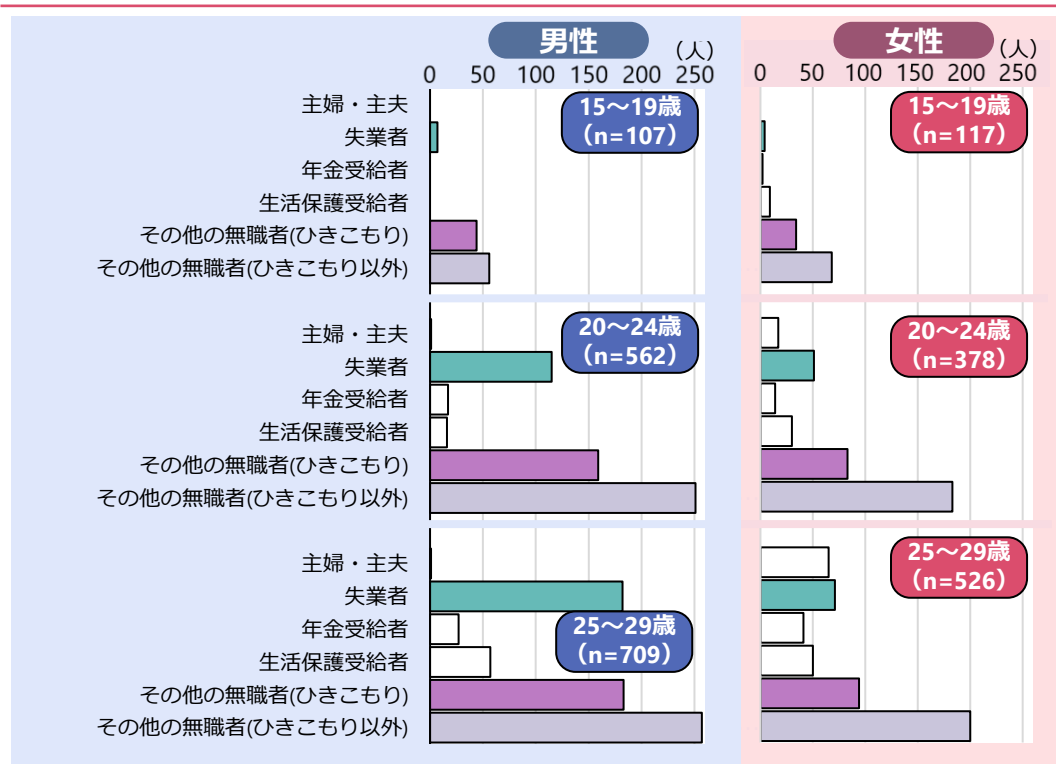 男性
(人)
0 50 100 150 200 250
女性
(人)
0 50 100 150 200 250
主婦・主夫
失業者
年金受給者
生活保護受給者
その他の無職者(ひきこもり)
その他の無職者(ひきこもり以外)
15～19歳
（n=107）
15～19歳
（n=117）
主婦・主夫
失業者
年金受給者
生活保護受給者
その他の無職者(ひきこもり)
その他の無職者(ひきこもり以外)
20～24歳
（n=562）
20～24歳
（n=378）
主婦・主夫
失業者
年金受給者
生活保護受給者
その他の無職者(ひきこもり)
その他の無職者(ひきこもり以外)
25～29歳
（n=709）
25～29歳
（n=526）